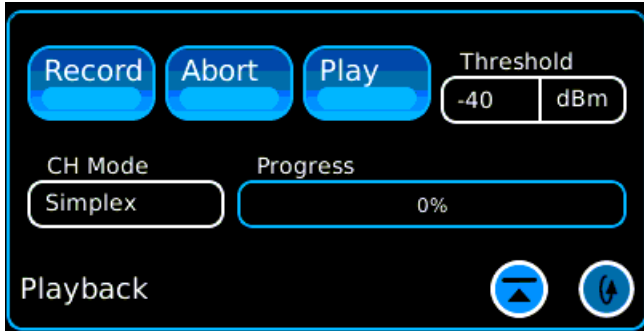 Record Abort Play Threshold
-40 dBm
CH Mode Progress
Simplex 0%
Playback